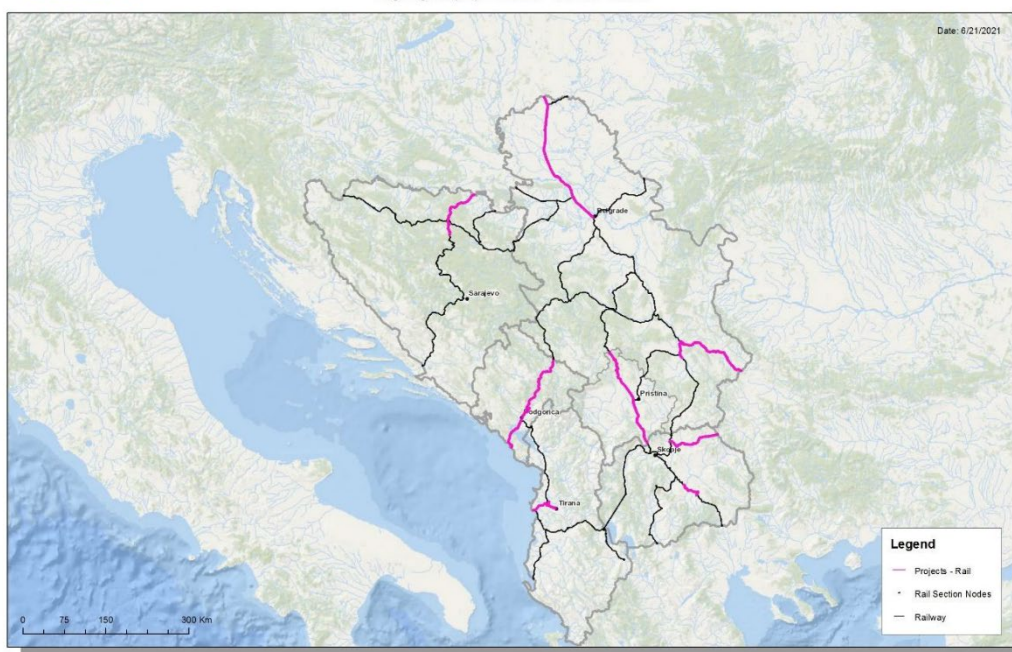 Date: 6/21/2021
Belgrade
Sarajevo
Pristina
Podgorica
Skopje
Tirana
Legend
Projects - Rail
Rail Section Nodes
Railway
0 75 150 300 Km